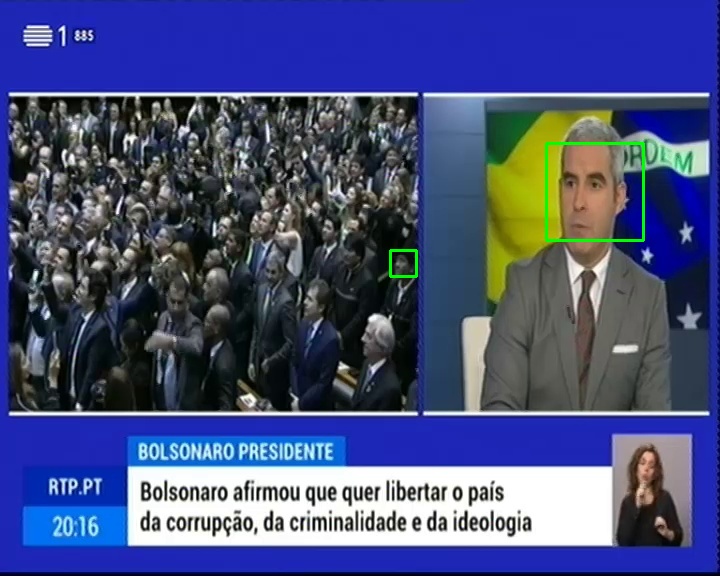 1 885
ORDEM
BOLSONARO PRESIDENTE
RTP.PT
20:16
Bolsonaro afirmou que quer libertar o país
da corrupção, da criminalidade e da ideologia